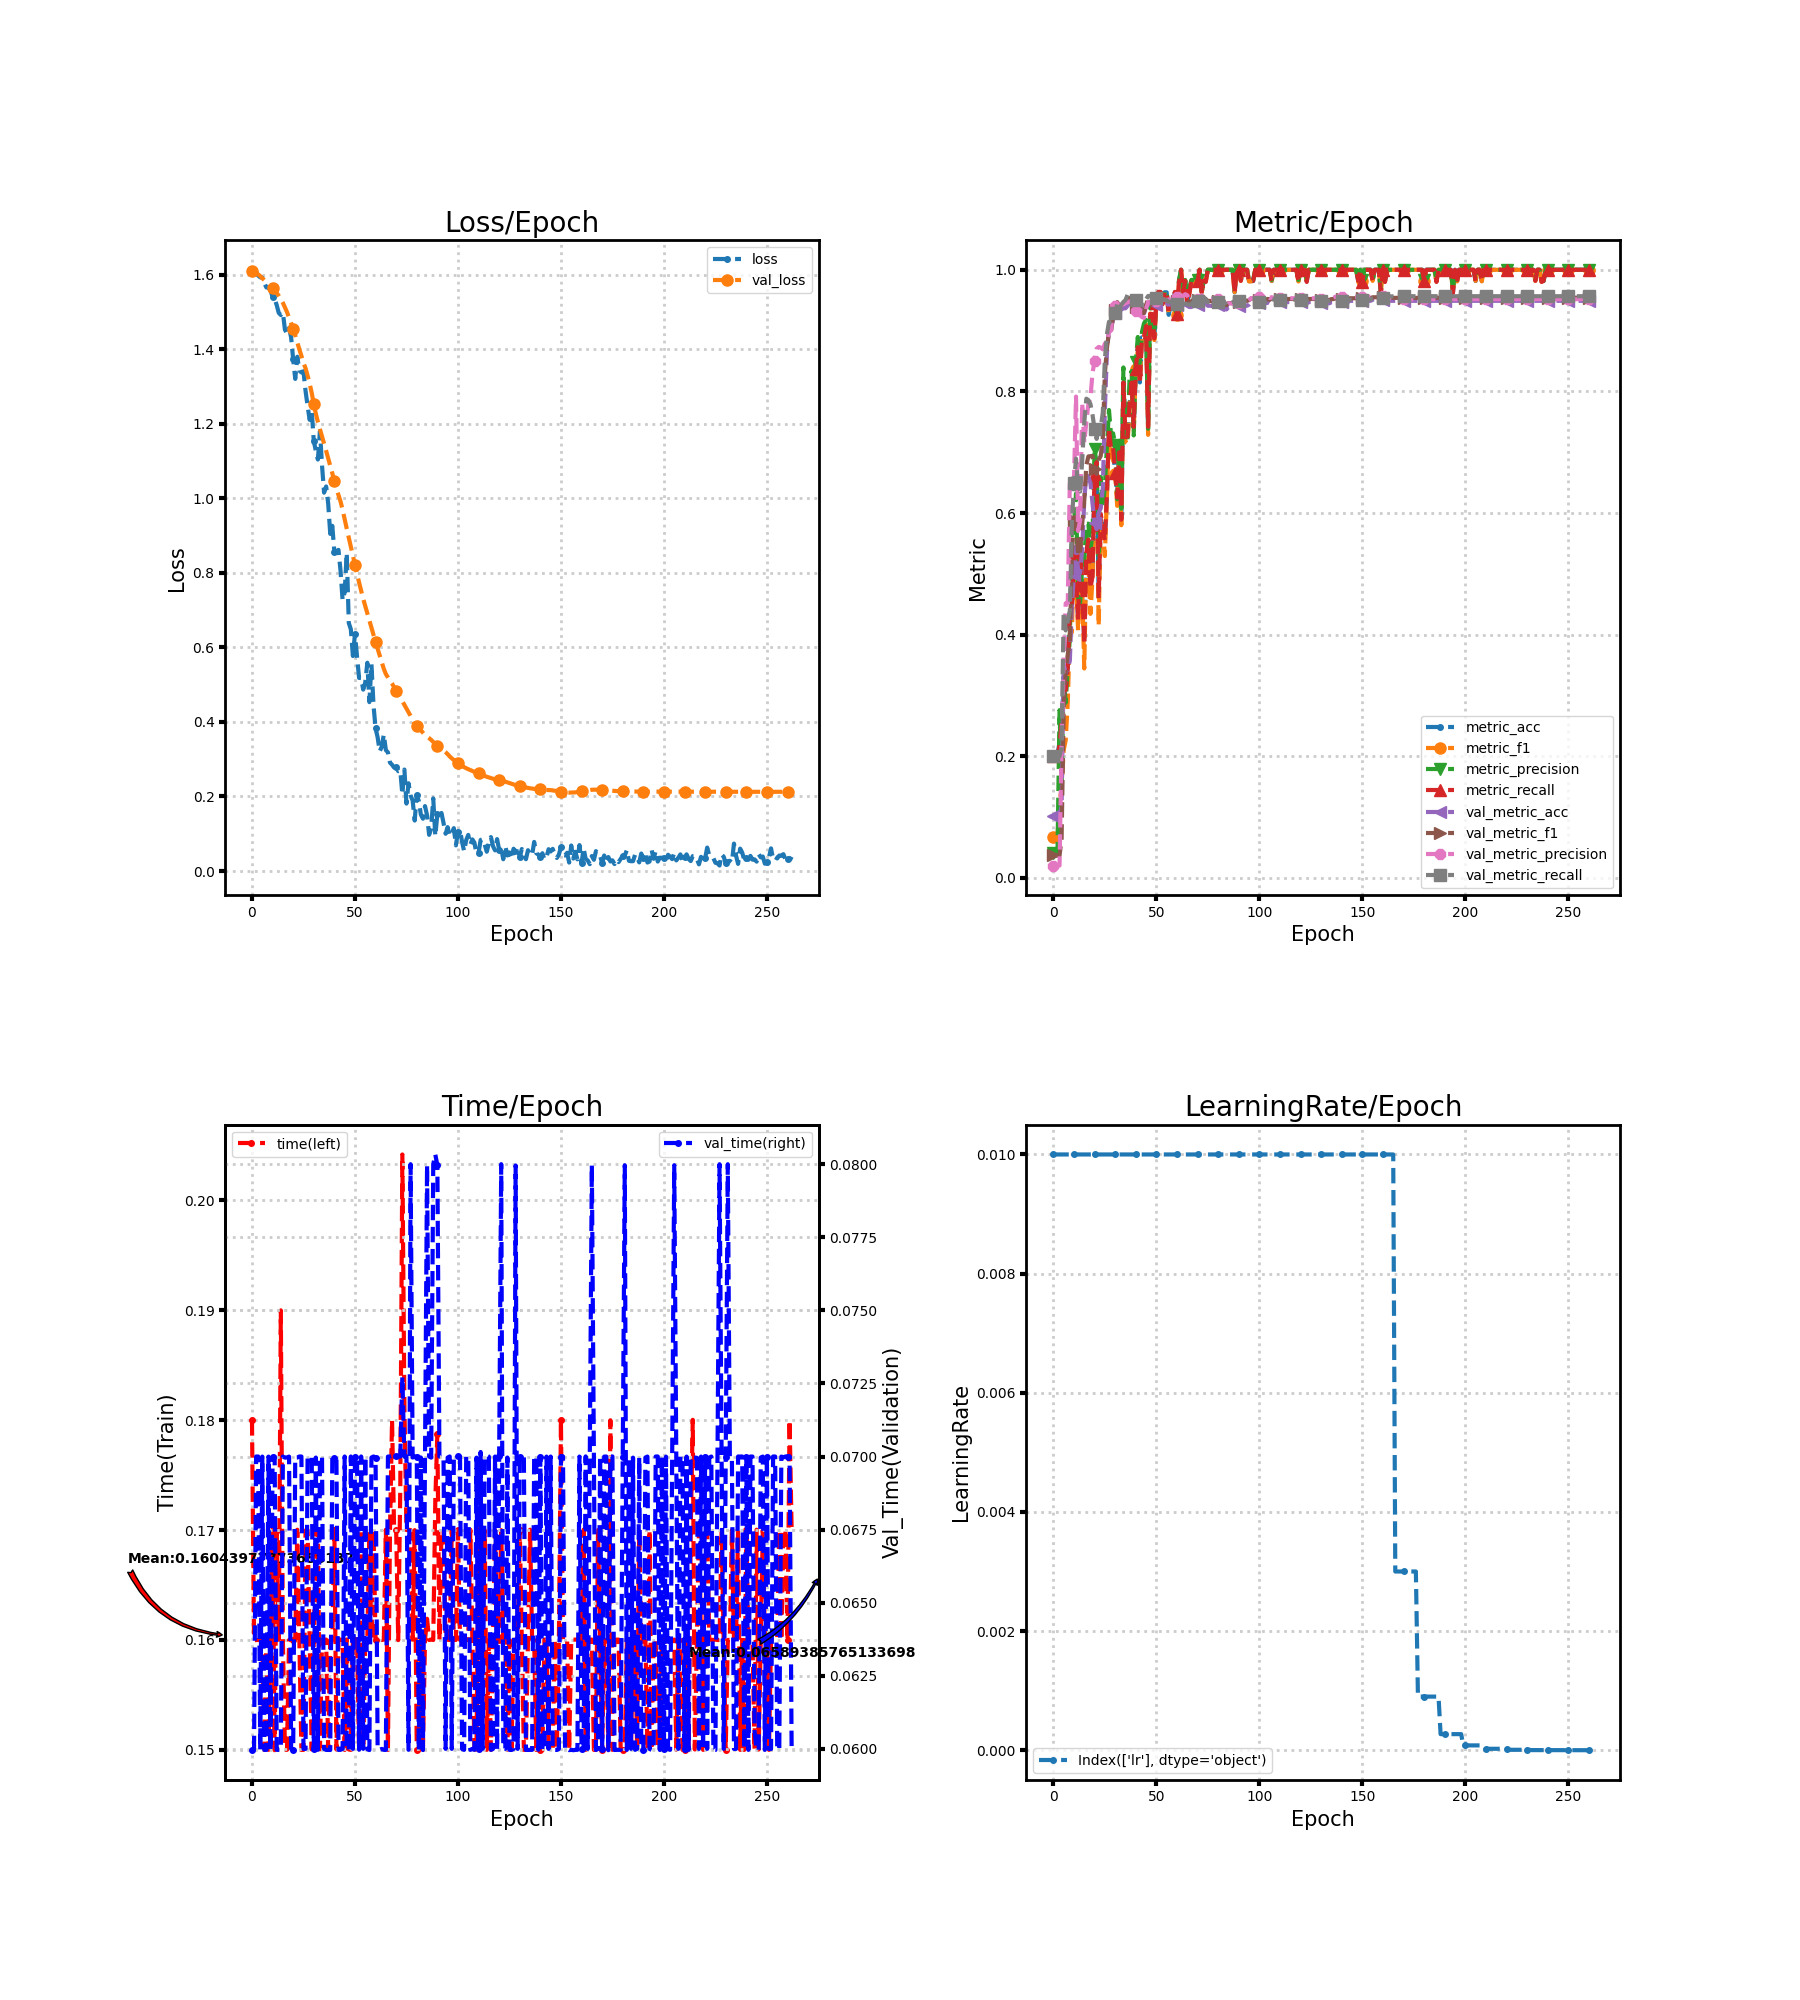 Loss/Epoch
loss
val_loss
1.6
1.4
1.2
1.0
0.8
0.6
0.4
0.2
0.0
Loss
0 50 100 150 200 250
Epoch
Metric/Epoch
1.0
0.8
0.6
0.4
0.2
0.0
Metric
metric_acc
metric_f1
metric_precision
metric_recall
val_metric_acc
val_metric_f1
val_metric_precision
val_metric_recall
0 50 100 150 200 250
Epoch
Time/Epoch
time(left)
val_time(right)
0.20
0.19
0.18
0.17
0.16
0.15
Time(Train)
0.0800
0.0775
0.0750
0.0725
0.0700
0.0675
0.0650
0.0625
0.0600
Val_Time(Validation)
Mean:0.06589385765133698
0 50 100 150 200 250
Epoch
LearningRate/Epoch
0.010
0.008
0.006
0.004
0.002
0.000
LearningRate
Index(['lr'], dtype='object')
0 50 100 150 200 250
Epoch